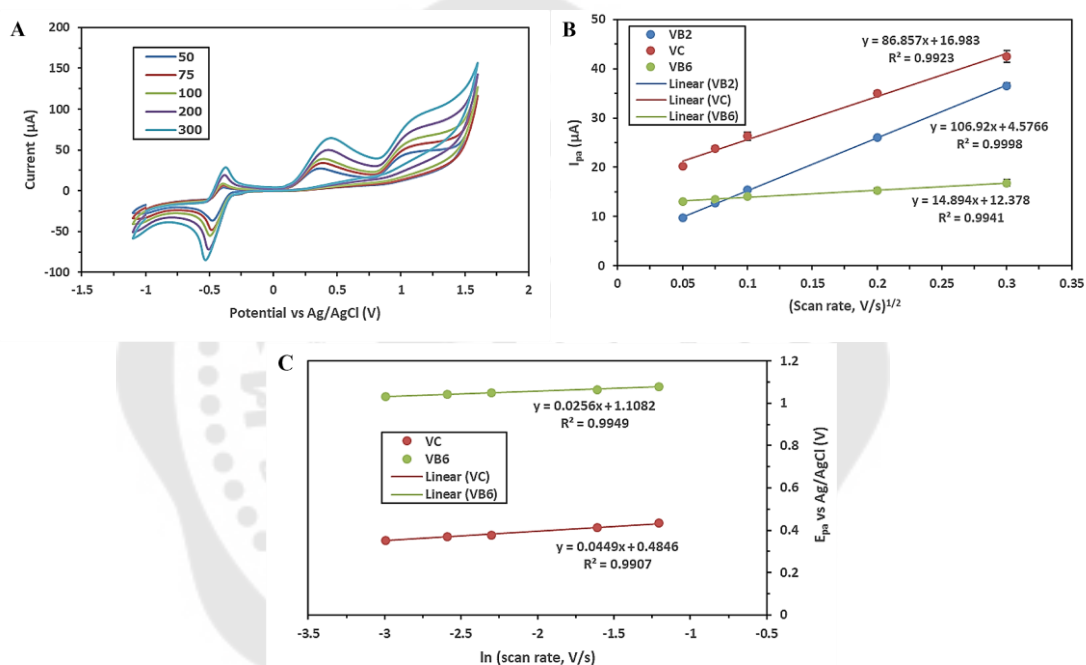 A
200
150
100
50
0
-50
-100
Current (µA)
50
75
100
200
300
-1.5
-1
-0.5
0
0.5
1
1.5
2
Potential vs Ag/AgCl (V)
B
50
40
30
20
10
0
I pa (µA)
VB2
VC
VB6
Linear (VB2)
Linear (VC)
Linear (VB6)
y = 86.857x + 16.983
R² = 0.9923
y = 106.92x + 4.5766
R² = 0.9998
y = 14.894x + 12.378
R² = 0.9941
0
0.05
0.1
0.15
0.2
0.25
0.3
0.35
(Scan rate, V/s)1/2
C
1.2
1
0.8
0.6
0.4
0.2
0
Epa vs Ag/AgCl (V)
y = 0.0256x + 1.1082
R² = 0.9949
VC
VB6
Linear (VC)
Linear (VB6)
y = 0.0449x + 0.4846
R² = 0.9907
-3.5
-3
-2.5
-2
-1.5
-1
-0.5
ln (scan rate, V/s)